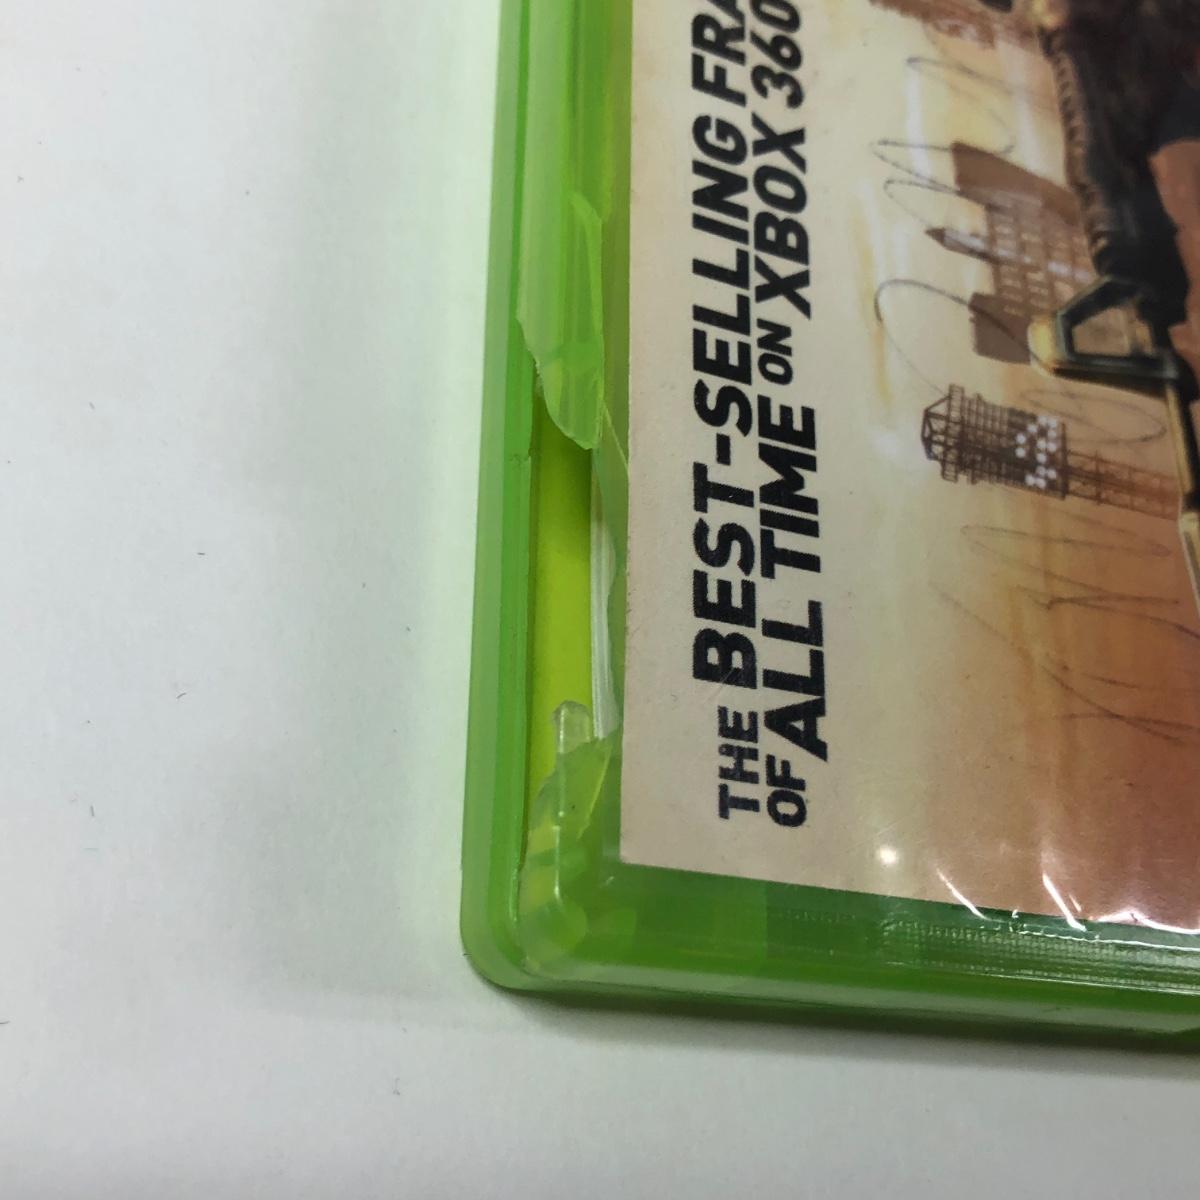 THE BEST-SELLING FRA
OF ALL TIME ON XBOX 360